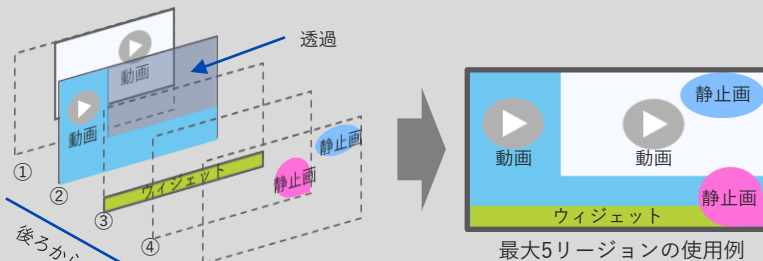 透過
動画
動画
ウィジェット
静止画
静止画
①
②
③
④
後ろから
動画
動画
静止画
静止画
ウィジェット
最大5リージョンの使用例